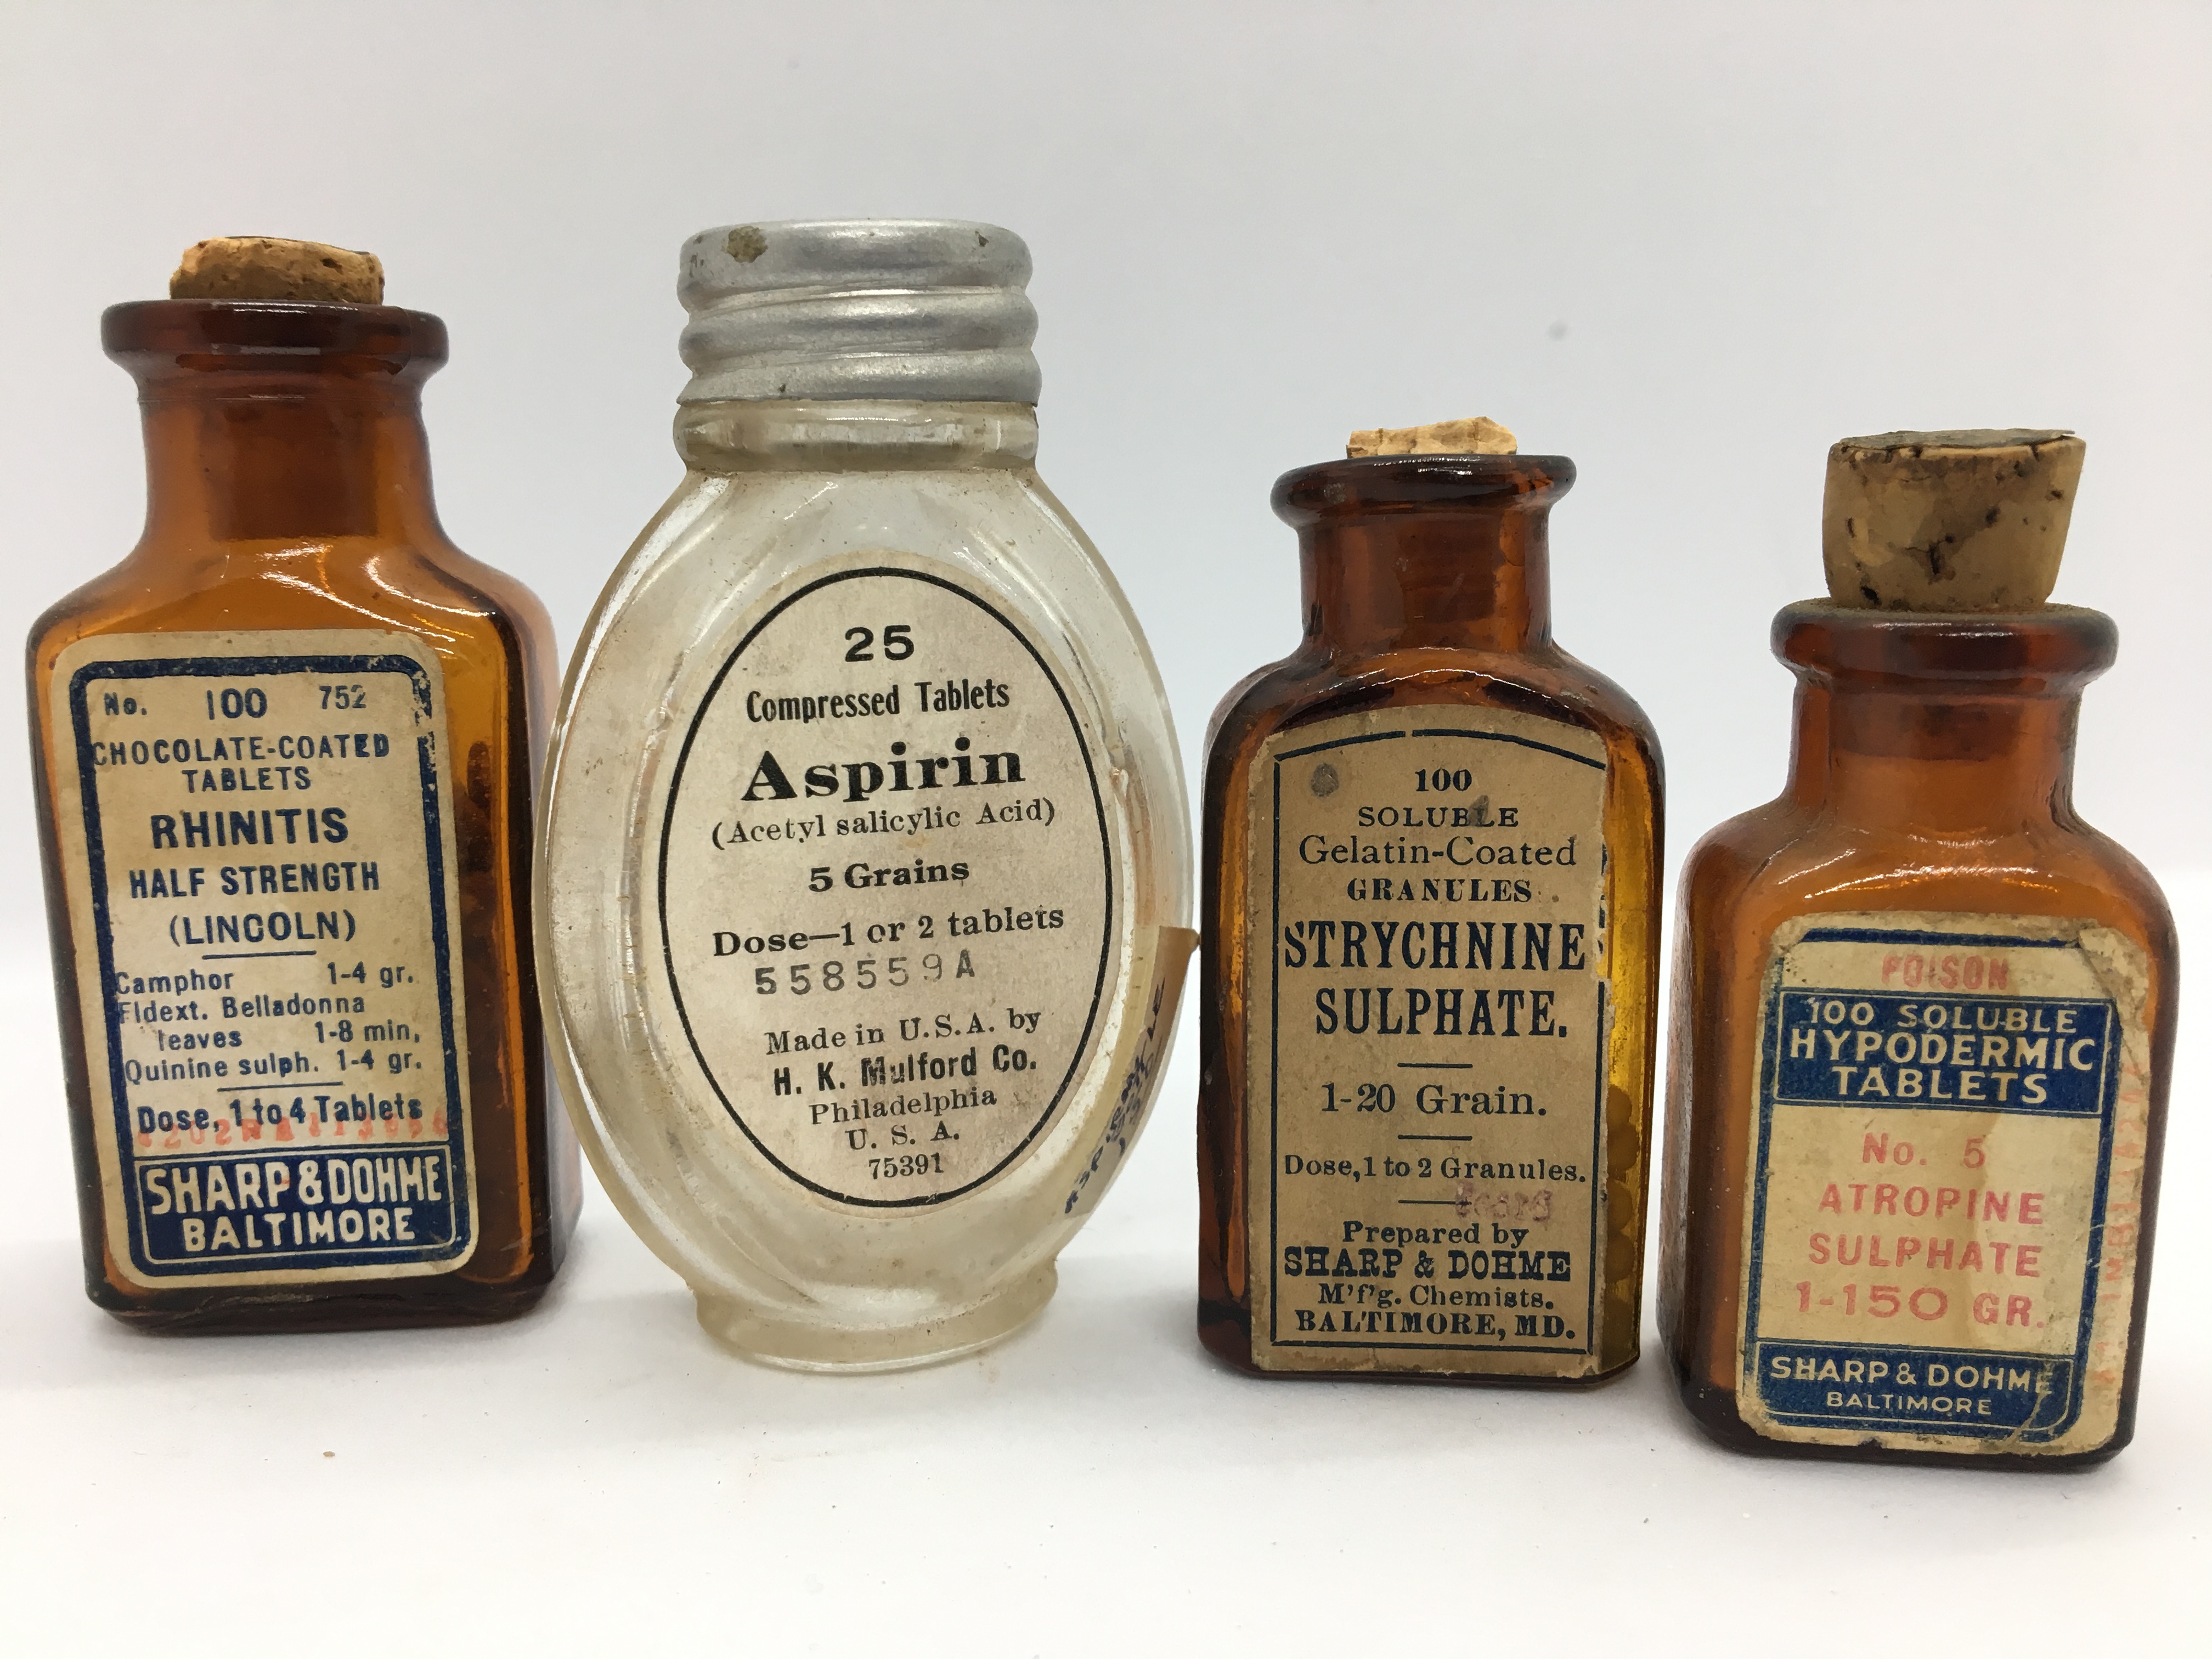 No. 100 752
CHOCOLATE-COATED
TABLETS
RHINITIS
HALF STRENGTH
(LINCOLN)
Camphor 1-4 gr.
Fldext. Belladonna
leaves 1-8 min,
Quinine sulph. 1-4 gr.
Dose, 1 to 4 Tablets
SHARP & DOHME
BALTIMORE
25
Compressed Tablets
Aspirin
(Acetyl salicylic Acid)
5 Grains
Dose—1 or 2 tablets
558559A
Made in U.S.A. by
H. K. Mulford Co.
Philadelphia
U. S. A.
75391
100
SOLUBLE
Gelatin-Coated
GRANULES
STRYCHNINE
SULPHATE.
1-20 Grain.
Dose, 1 to 2 Granules.
Prepared by
SHARP & DOHME
M'f'g. Chemists.
BALTIMORE, MD.
POISON
100 SOLUBLE
HYPODERMIC
TABLETS
No. 5
ATROPINE
SULPHATE
1-150 GR.
SHARP & DOHME
BALTIMORE